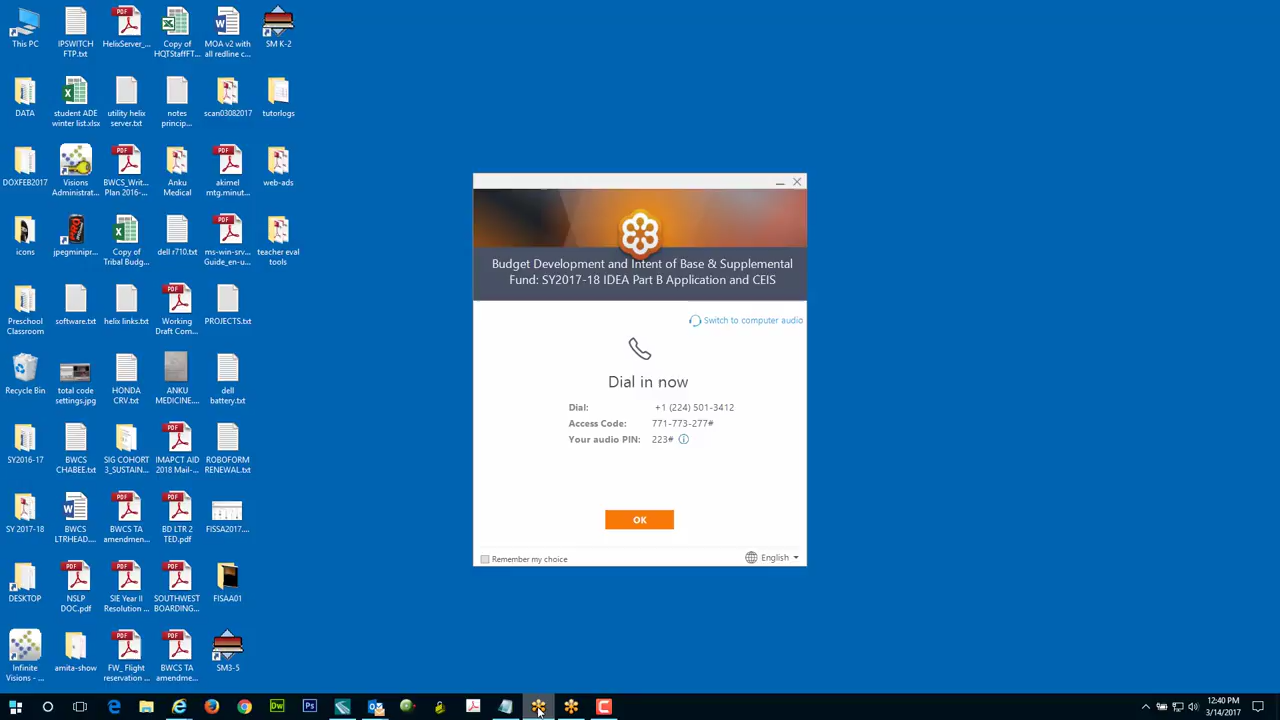 This PC
IPSWITCH
FTP.txt
HelixServer_...
Copy of
HQTStaffFT...
MOA v2 with
all redline c...
SM K-2
DATA
student ADE
winter list.xlsx
utility helix
server.txt
notes
princip...
scan03082017
tutorlogs
DOXFEB2017
Visions
Administrat...
BWCS_Writ...
Plan 2016-...
Anku
Medical
akimel
mtg.minut...
web-ads
icons
jpegminipr...
Copy of
Tribal Budg...
dell r710.txt
ms-win-srv...
Guide_en-u...
teacher eval
tools
Preschool
Classroom
software.txt
helix links.txt
Working
Draft Com...
PROJECTS.txt
Recycle Bin
total code
settings.jpg
HONDA
CRV.txt
ANKU
MEDICINE....
dell
battery.txt
SY2016-17
BWCS
CHABEE.txt
SIG COHORT
3_SUSTAIN...
IMAPCT AID
2018 Mail-...
ROBOFORM
RENEWAL.txt
SY 2017-18
BWCS
LTRHEAD....
BWCS TA
amendmen...
BD LTR 2
TED.pdf
FISSA2017....
DESKTOP
NSLP
DOC.pdf
SIE Year II
Resolution ...
SOUTHWEST
BOARDING...
FISAA01
Infinite
Visions - ...
amita-show
FW_ Flight
reservation ...
BWCS TA
amendme...
SM3-5
Budget Development and Intent of Base & Supplemental
Fund: SY2017-18 IDEA Part B Application and CEIS
Switch to computer audio
Dial in now
Dial: +1 (224) 501-3412
Access Code: 771-773-277#
Your audio PIN: 223#
OK
Remember my choice
English
12:40 PM
3/14/2017